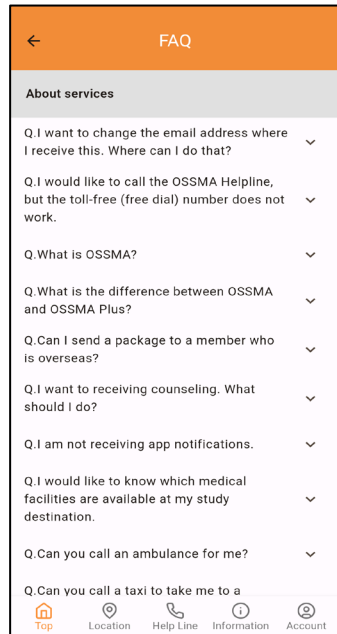 FAQ
About services
Q.I want to change the email address where
I receive this. Where can I do that?
Q.I would like to call the OSSMA Helpline,
but the toll-free (free dial) number does not
work.
Q.What is OSSMA?
Q.What is the difference between OSSMA
and OSSMA Plus?
Q.Can I send a package to a member who
is overseas?
Q.I want to receiving counseling. What
should I do?
Q.I am not receiving app notifications.
Q.I would like to know which medical
facilities are available at my study
destination.
Q.Can you call an ambulance for me?
Q.Can you call a taxi to take me to a
Top Location Help Line Information Account